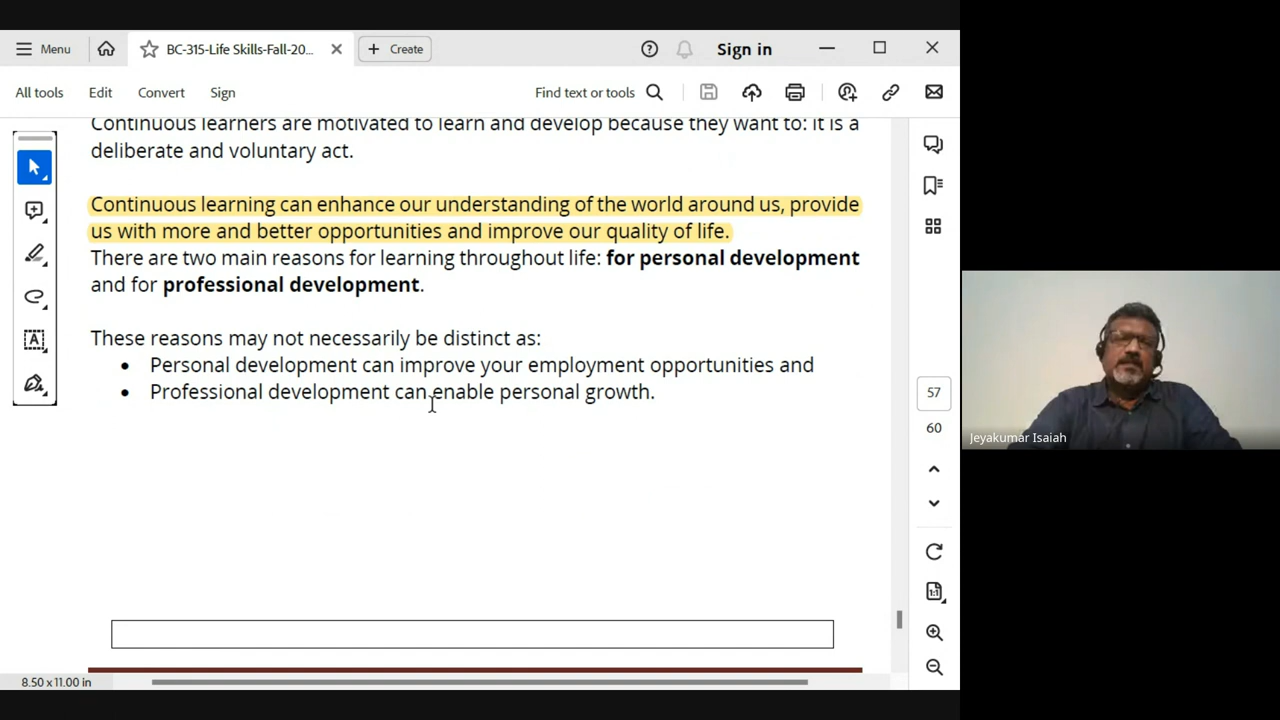 Menu
BC-315-Life Skills-Fall-20...
Create
Sign in
All tools
Edit
Convert
Sign
Find text or tools
Continuous learners are motivated to learn and develop because they want to: it is a
deliberate and voluntary act.
Continuous learning can enhance our understanding of the world around us, provide
us with more and better opportunities and improve our quality of life.
There are two main reasons for learning throughout life: for personal development
and for professional development.
These reasons may not necessarily be distinct as:
• Personal development can improve your employment opportunities and
• Professional development can enable personal growth.
57
60
1:1
Jeyakumar Isaiah
8.50 x 11.00 in